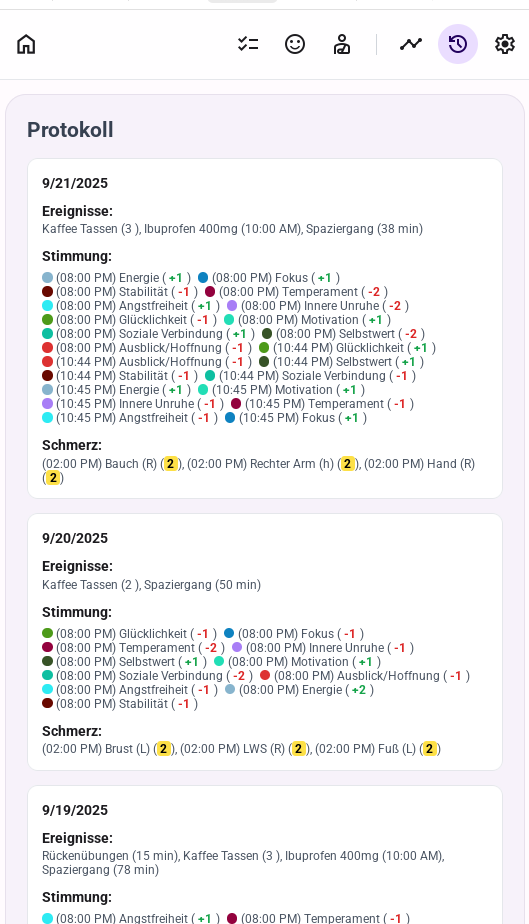 Protokoll
9/21/2025
Ereignisse:
Kaffee Tassen (3 ), Ibuprofen 400mg (10:00 AM), Spaziergang (38 min)
Stimmung:
(08:00 PM) Energie ( +1 ) (08:00 PM) Fokus ( +1 )
(08:00 PM) Stabilität ( -1 ) (08:00 PM) Temperament ( -2 )
(08:00 PM) Angstfreiheit ( +1 ) (08:00 PM) Innere Unruhe ( -2 )
(08:00 PM) Glücklichkeit ( -1 ) (08:00 PM) Motivation ( +1 )
(08:00 PM) Soziale Verbindung ( +1 ) (08:00 PM) Selbstwert ( -2 )
(08:00 PM) Ausblick/Hoffnung ( -1 ) (10:44 PM) Glücklichkeit ( +1 )
(10:44 PM) Ausblick/Hoffnung ( -1 ) (10:44 PM) Selbstwert ( +1 )
(10:44 PM) Stabilität ( -1 ) (10:44 PM) Soziale Verbindung ( -1 )
(10:45 PM) Energie ( +1 ) (10:45 PM) Motivation ( +1 )
(10:45 PM) Innere Unruhe ( -1 ) (10:45 PM) Temperament ( -1 )
(10:45 PM) Angstfreiheit ( -1 ) (10:45 PM) Fokus ( +1 )
Schmerz:
(02:00 PM) Bauch (R) ( 2 ), (02:00 PM) Rechter Arm (h) ( 2 ), (02:00 PM) Hand (R)
( 2 )
9/20/2025
Ereignisse:
Kaffee Tassen (2 ), Spaziergang (50 min)
Stimmung:
(08:00 PM) Glücklichkeit ( -1 ) (08:00 PM) Fokus ( -1 )
(08:00 PM) Temperament ( -2 ) (08:00 PM) Innere Unruhe ( -1 )
(08:00 PM) Selbstwert ( +1 ) (08:00 PM) Motivation ( +1 )
(08:00 PM) Soziale Verbindung ( -2 ) (08:00 PM) Ausblick/Hoffnung ( -1 )
(08:00 PM) Angstfreiheit ( -1 ) (08:00 PM) Energie ( +2 )
(08:00 PM) Stabilität ( -1 )
Schmerz:
(02:00 PM) Brust (L) ( 2 ), (02:00 PM) LWS (R) ( 2 ), (02:00 PM) Fuß (L) ( 2 )
9/19/2025
Ereignisse:
Rückenübungen (15 min), Kaffee Tassen (3 ), Ibuprofen 400mg (10:00 AM),
Spaziergang (78 min)
Stimmung:
(08:00 PM) Angstfreiheit ( +1 ) (08:00 PM) Temperament ( -1 )